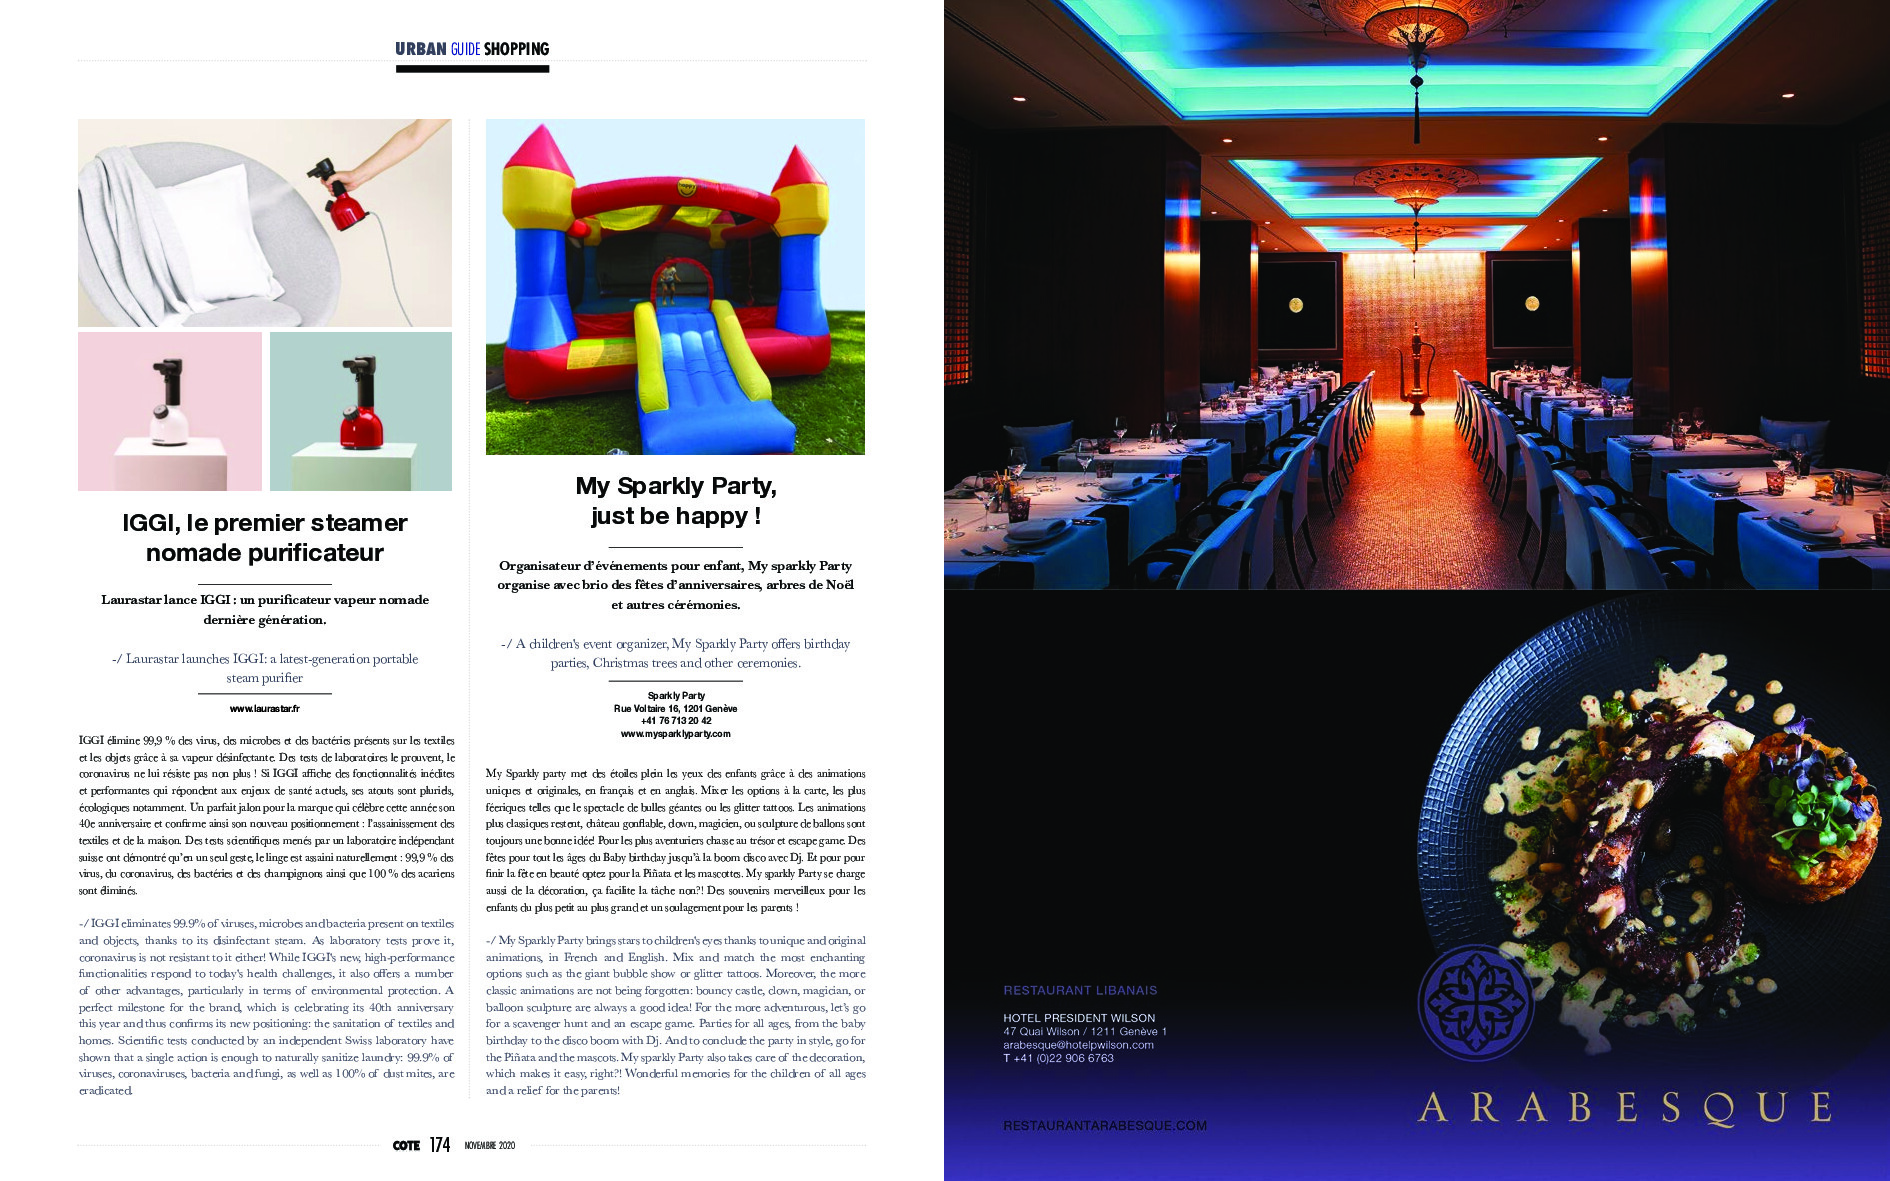 URBAN GUIDE SHOPPING
IGGI, le premier steamer
nomade purificateur
Laurastar lance IGGI : un purificateur vapeur nomade
dernière génération.
-/ Laurastar launches IGGI: a latest-generation portable
steam purifier
www.laurastar.fr
IGGI élimine 99,9 % des virus, des microbes et des bactéries présents sur les textiles
et les objets grâce à sa vapeur désinfectante. Des tests de laboratoires le prouvent, le
coronavirus ne lui résiste pas non plus ! Si IGGI affiche des fonctionnalités inédites
et performantes qui répondent aux enjeux de santé actuels, ses atouts sont pluriels,
écologiques notamment. Un parfait jalon pour la marque qui célèbre cette année son
40e anniversaire et confirme ainsi son nouveau positionnement : l'assainissement des
textiles et de la maison. Des tests scientifiques menés par un laboratoire indépendant
suisse ont démontré qu'en un seul geste, le linge est assaini naturellement : 99,9 % des
virus, du coronavirus, des bactéries et des champignons ainsi que 100 % des acariens
sont éliminés.
-/ IGGI eliminates 99.9% of viruses, microbes and bacteria present on textiles
and objects, thanks to its disinfectant steam. As laboratory tests prove it,
coronavirus is not resistant to it either! While IGGI's new, high-performance
functionalities respond to today's health challenges, it also offers a number
of other advantages, particularly in terms of environmental protection. A
perfect milestone for the brand, which is celebrating its 40th anniversary
this year and thus confirms its new positioning: the sanitation of textiles and
homes. Scientific tests conducted by an independent Swiss laboratory have
shown that a single action is enough to naturally sanitize laundry: 99.9% of
viruses, coronaviruses, bacteria and fungi, as well as 100% of dust mites, are
eradicated.
happy
My Sparkly Party,
just be happy !
Organisateur d'événements pour enfant, My sparkly Party
organise avec brio des fêtes d'anniversaires, arbres de Noël
et autres cérémonies.
-/ A children's event organizer, My Sparkly Party offers birthday
parties, Christmas trees and other ceremonies.
Sparkly Party
Rue Voltaire 16, 1201 Genève
+41 76 713 20 42
www.mysparklyparty.com
My Sparkly party met des étoiles plein les yeux des enfants grâce à des animations
uniques et originales, en français et en anglais. Mixer les options à la carte, les plus
féeriques telles que le spectacle de bulles géantes ou les glitter tattoos. Les animations
plus classiques restent, château gonflable, clown, magicien, ou sculpture de ballons sont
toujours une bonne idée! Pour les plus aventuriers chasse au trésor et escape game. Des
fêtes pour tout les âges du Baby birthday jusqu'à la boom disco avec Dj. Et pour pour
finir la fête en beauté optez pour la Piñata et les mascottes. My sparkly Party se charge
aussi de la décoration, ça facilite la tâche non?! Des souvenirs merveilleux pour les
enfants du plus petit au plus grand et un soulagement pour les parents !
-/ My Sparkly Party brings stars to children's eyes thanks to unique and original
animations, in French and English. Mix and match the most enchanting
options such as the giant bubble show or glitter tattoos. Moreover, the more
classic animations are not being forgotten: bouncy castle, clown, magician, or
balloon sculpture are always a good idea! For the more adventurous, let's go
for a scavenger hunt and an escape game. Parties for all ages, from the baby
birthday to the disco boom with Dj. And to conclude the party in style, go for
the Piñata and the mascots. My sparkly Party also takes care of the decoration,
which makes it easy, right?! Wonderful memories for the children of all ages
and a relief for the parents!
COTE 174 NOVEMBRE 2020
RESTAURANT LIBANAIS
HOTEL PRESIDENT WILSON
47 Quai Wilson / 1211 Genève 1
arabesque@hotelpwilson.com
T +41 (0)22 906 6763
RESTAURANTARABESQUE.COM
ARABESQUE